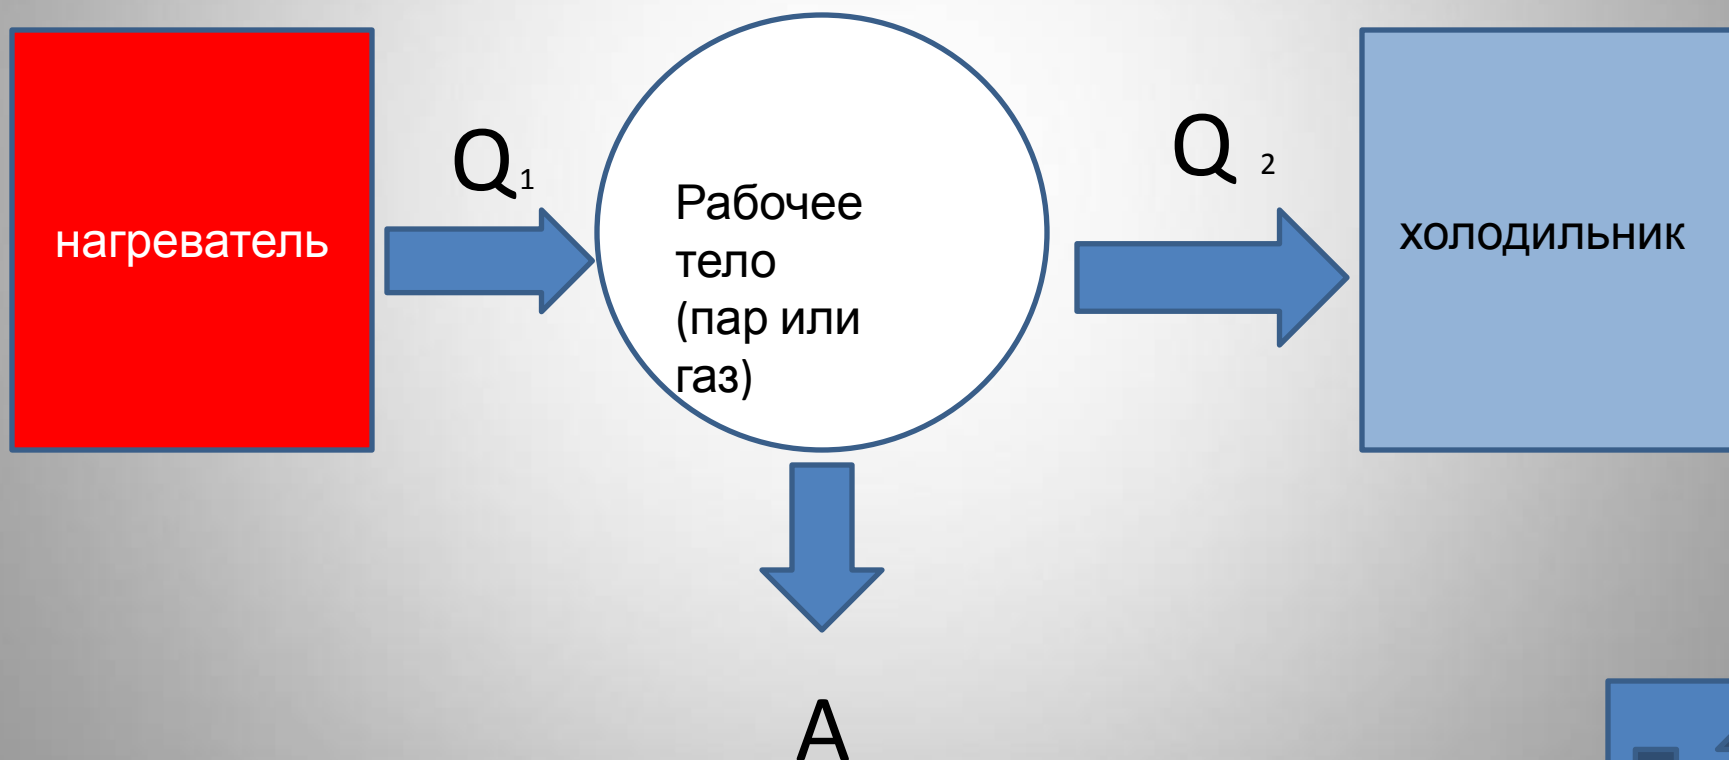 нагреватель
Q1
Рабочее
тело
(пар или
газ)
Q 2
холодильник
A